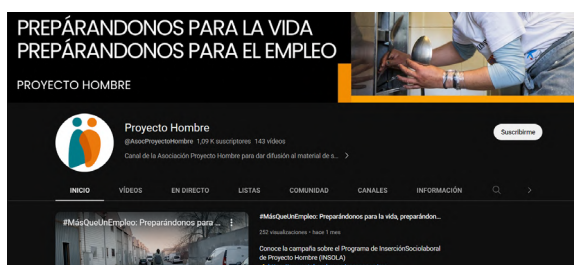 PREPÁRANDONOS PARA LA VIDA
PREPÁRANDONOS PARA EL EMPLEO
PROYECTO HOMBRE
Proyecto Hombre
@AsocProyectoHombre 1,09 K suscriptores 143 vídeos
Canal de la Asociación Proyecto Hombre para dar difusión al material de s...
Suscribirme
INICIO VÍDEOS EN DIRECTO LISTAS COMUNIDAD CANALES INFORMACIÓN
#MásQueUnEmpleo: Preparándonos para ...
#MásQueUnEmpleo: Preparándonos para la vida, preparándon...
252 visualizaciones • hace 1 mes
Conoce la campaña sobre el Programa de InserciónSociolaboral
de Proyecto Hombre (INSOLA)